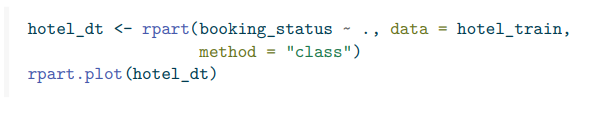 hotel_dt <- rpart(booking_status ~ ., data = hotel_train,
                  method = "class")
rpart.plot(hotel_dt)